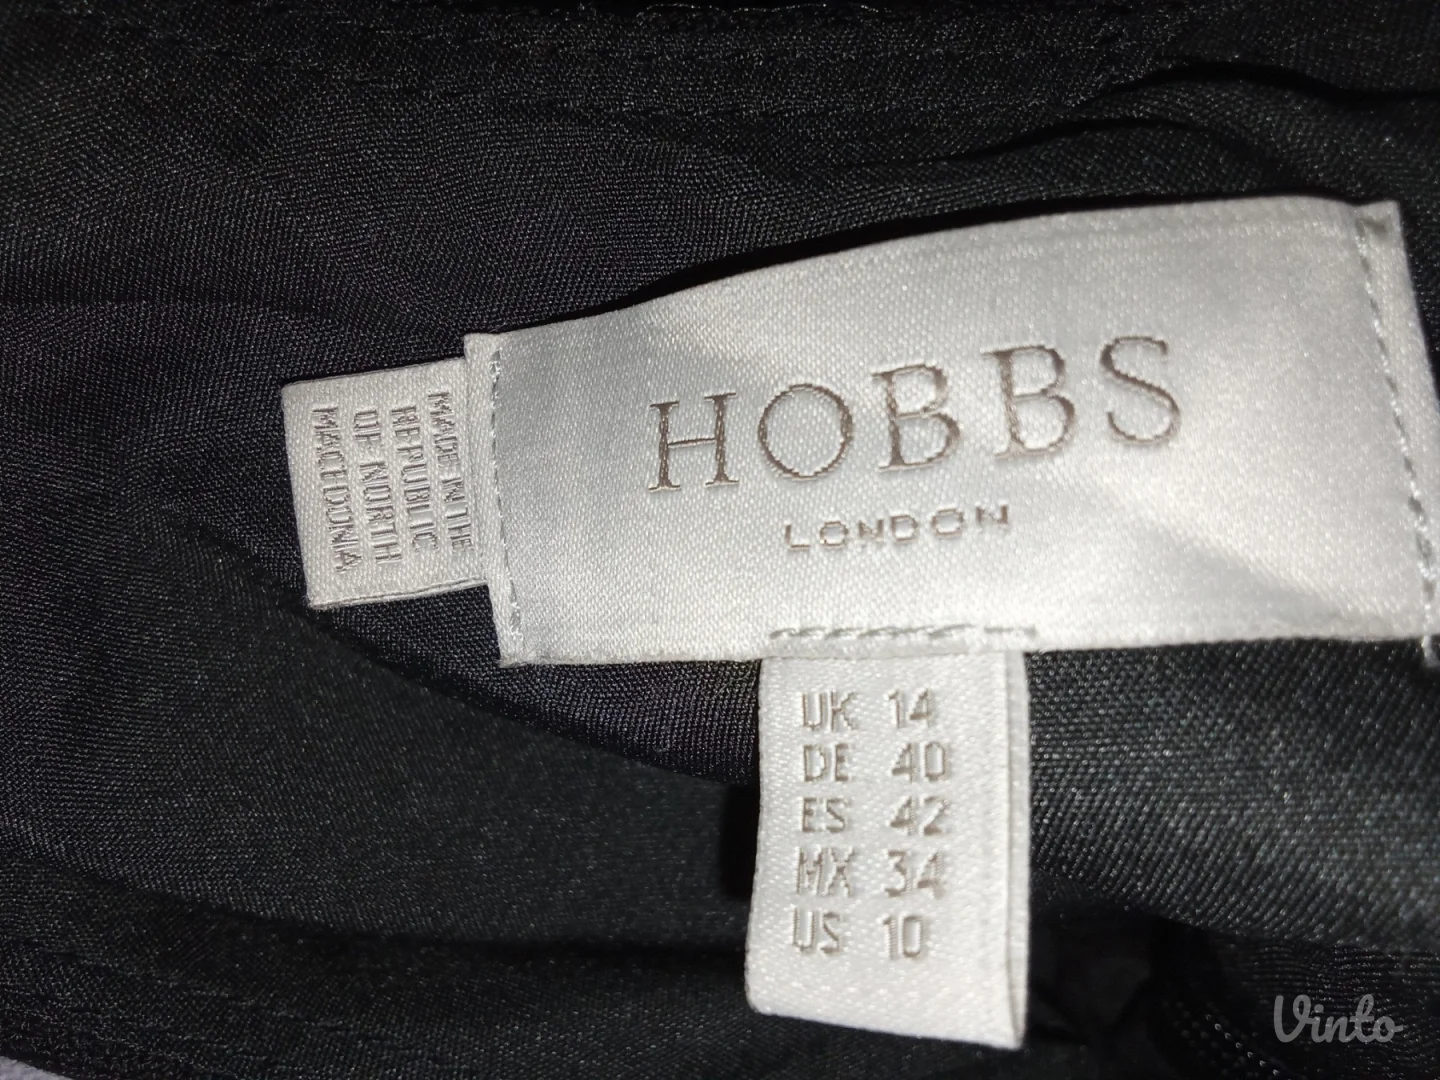 MADE IN THE
REPUBLIC
OF NORTH
MACEDONIA
HOBBS
LONDON
UK 14
DE 40
ES 42
MX 34
US 10
Vinto